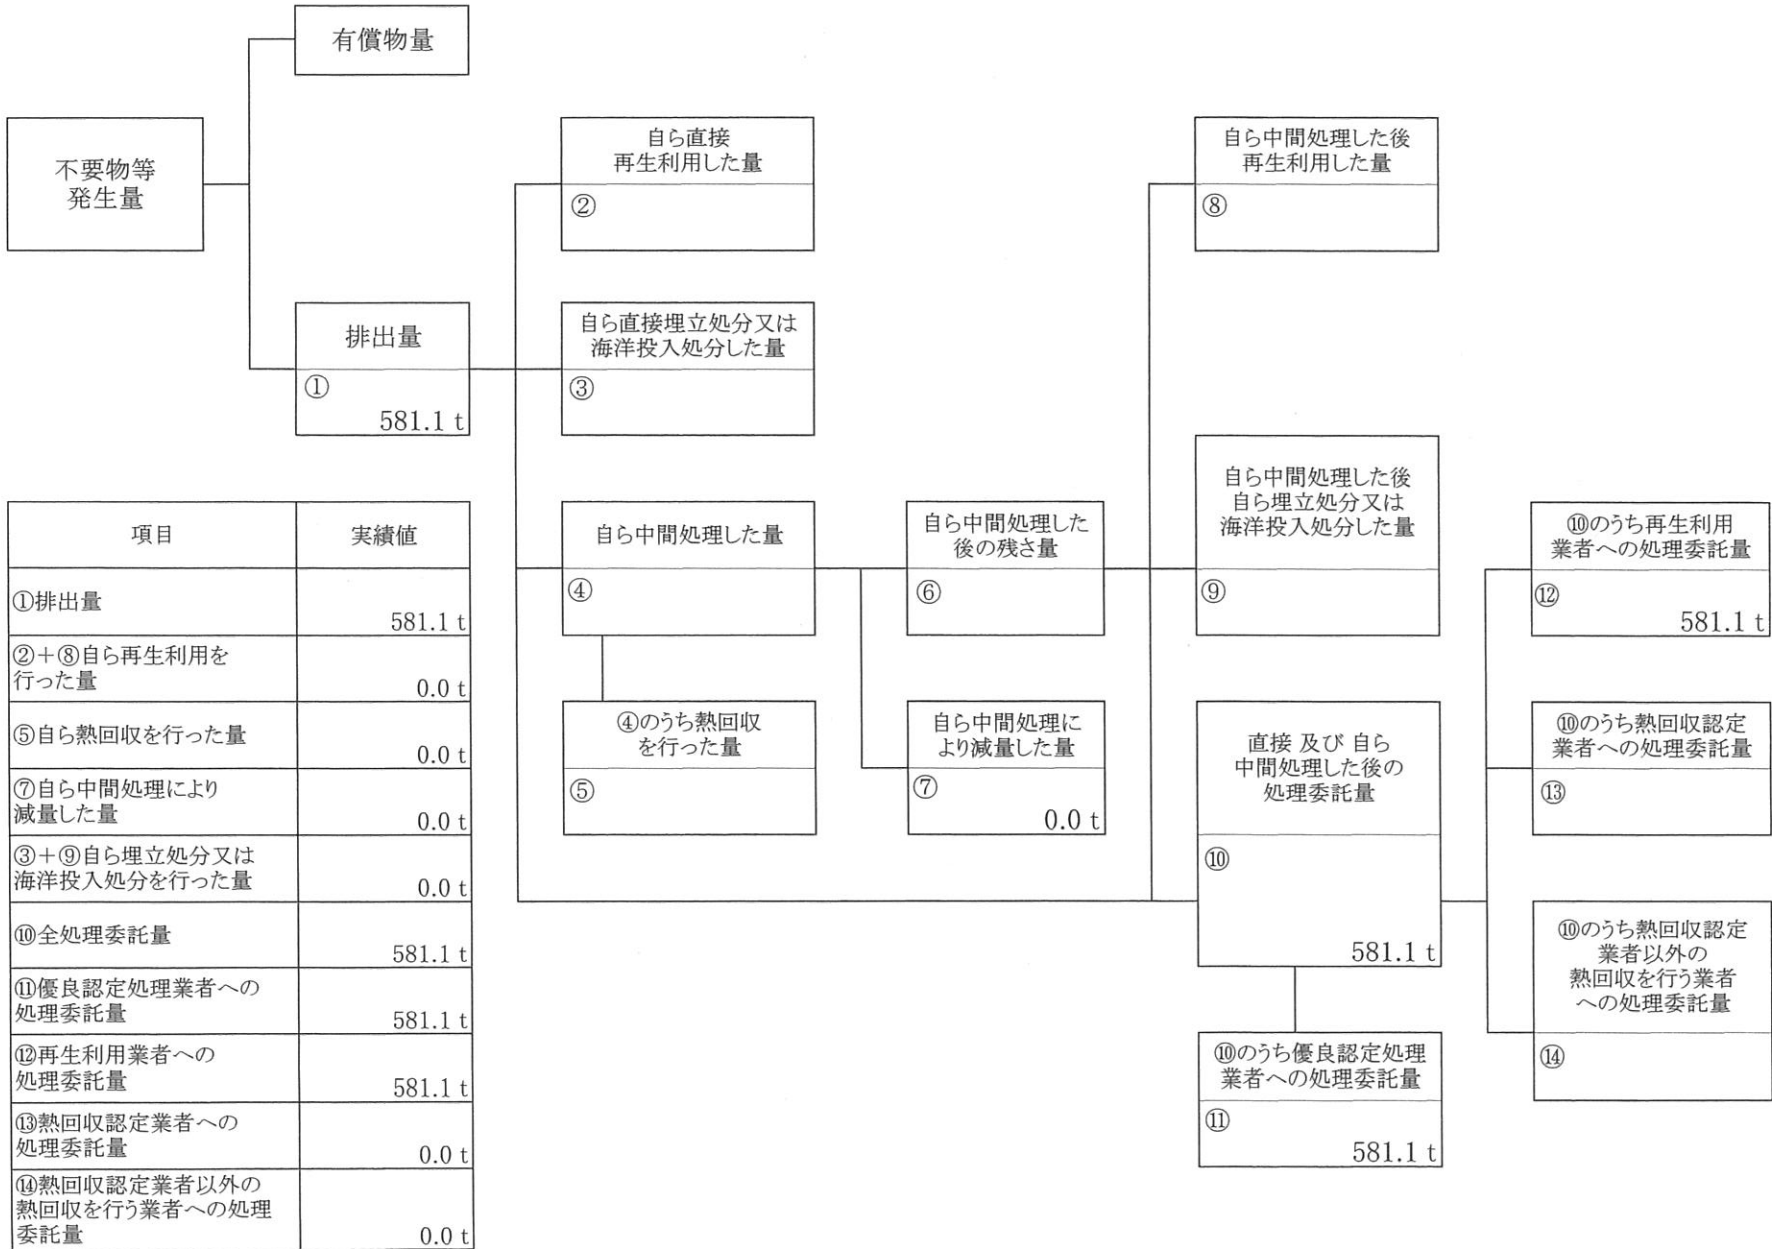 有償物量
不要物等
発生量
排出量
①
581.1 t
自ら直接
再生利用した量
②
自ら直接埋立処分又は
海洋投入処分した量
③
自ら中間処理した量
④
④のうち熱回収
を行った量
⑤
自ら中間処理した
後の残さ量
⑥
自ら中間処理に
より減量した量
⑦
0.0 t
自ら中間処理した後
再生利用した量
⑧
自ら中間処理した後
自ら埋立処分又は
海洋投入処分した量
⑨
直接 及び 自ら
中間処理した後の
処理委託量
⑩
581.1 t
⑩のうち優良認定処理
業者への処理委託量
⑪
581.1 t
⑩のうち再生利用
業者への処理委託量
⑫
581.1 t
⑩のうち熱回収認定
業者への処理委託量
⑬
⑩のうち熱回収認定
業者以外の
熱回収を行う業者
への処理委託量
⑭
項目 実績値
①排出量 581.1 t
②+⑧自ら再生利用を
行った量 0.0 t
⑤自ら熱回収を行った量 0.0 t
⑦自ら中間処理により
減量した量 0.0 t
③+⑨自ら埋立処分又は
海洋投入処分を行った量 0.0 t
⑩全処理委託量 581.1 t
⑪優良認定処理業者への
処理委託量 581.1 t
⑫再生利用業者への
処理委託量 581.1 t
⑬熱回収認定業者への
処理委託量 0.0 t
⑭熱回収認定業者以外の
熱回収を行う業者への処理
委託量 0.0 t